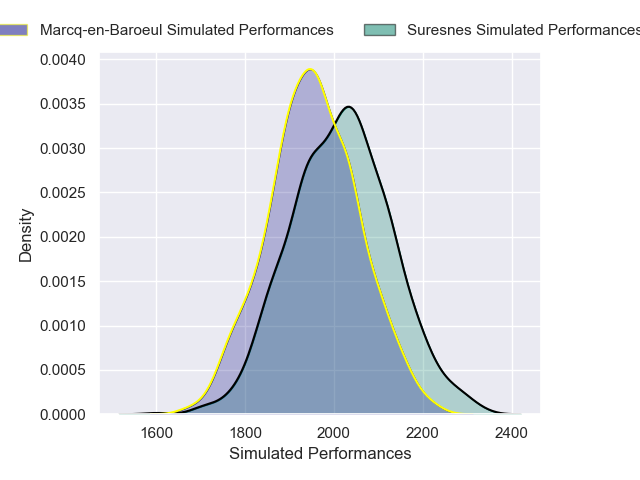 Marcq-en-Baroeul Simulated Performances Suresnes Simulated Performances
0.0040
0.0035
0.0030
0.0025
0.0020
0.0015
0.0010
0.0005
0.0000
Density
1600 1800 2000 2200 2400
Simulated Performances